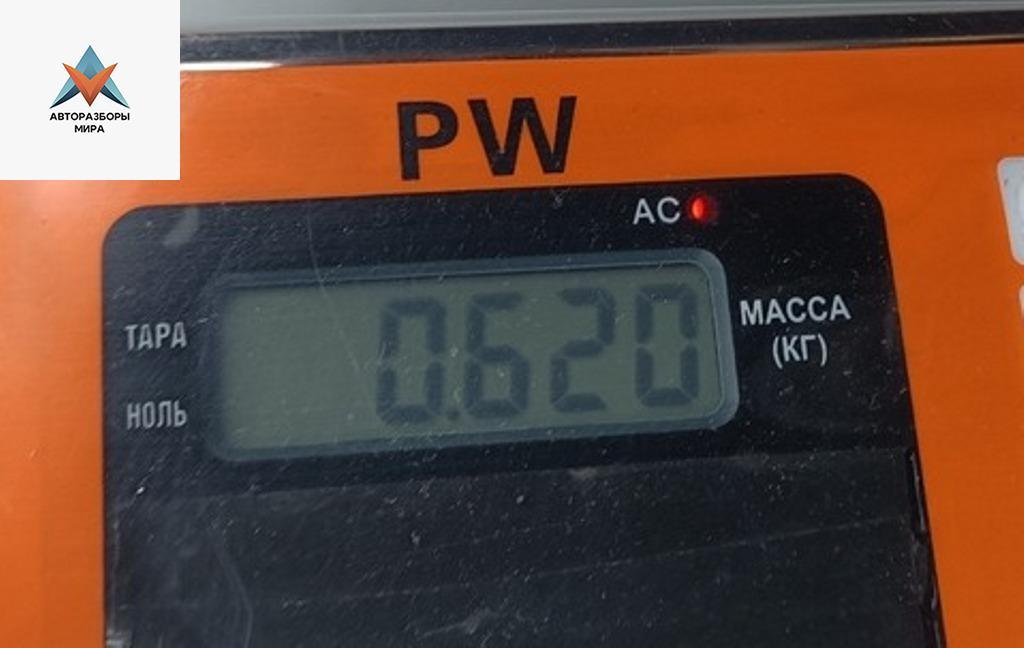 АВТОРАЗБОРЫ
МИРА
PW
AC
ТАРА
0.620
МАССА
(КГ)
НОЛЬ